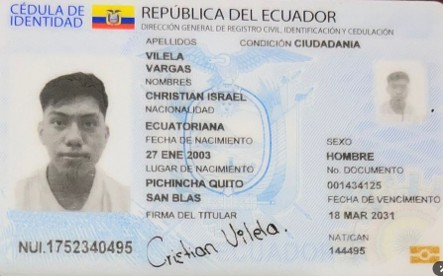 CÉDULA DE
IDENTIDAD
REPÚBLICA DEL ECUADOR
DIRECCIÓN GENERAL DE REGISTRO CIVIL, IDENTIFICACIÓN Y CEDULACIÓN
APELLIDOS CONDICIÓN CIUDADANIA
VILELA
VARGAS
NOMBRES
CHRISTIAN ISRAEL
NACIONALIDAD
ECUATORIANA
FECHA DE NACIMIENTO
27 ENE 2003
LUGAR DE NACIMIENTO
PICHINCHA QUITO
SAN BLAS
FIRMA DEL TITULAR
SEXO
HOMBRE
No. DOCUMENTO
001434125
FECHA DE VENCIMIENTO
18 MAR 2031
NAT/CAN
144495
NUI.1752340495
Cristian Vilela.